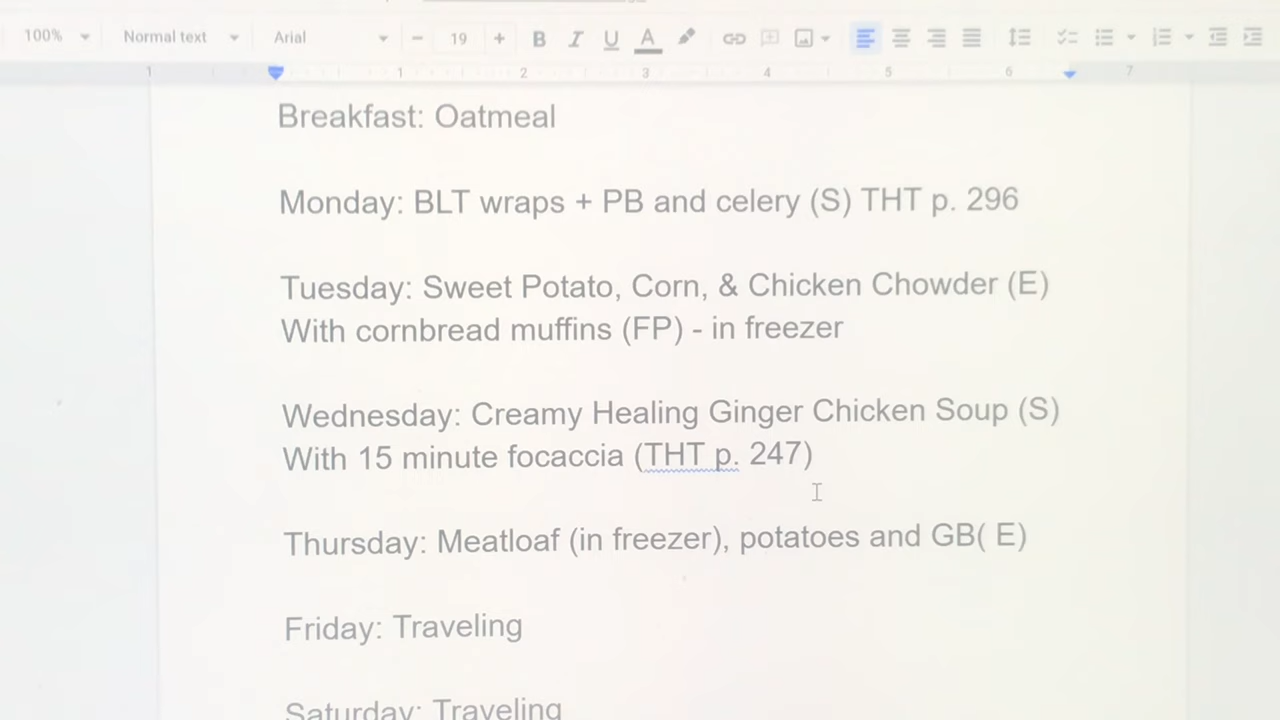 100% Normal text Arial − 19 + B I U A
1 1 2 3 4 5 6 7
Breakfast: Oatmeal
Monday: BLT wraps + PB and celery (S) THT p. 296
Tuesday: Sweet Potato, Corn, & Chicken Chowder (E)
With cornbread muffins (FP) - in freezer
Wednesday: Creamy Healing Ginger Chicken Soup (S)
With 15 minute focaccia (THT p. 247)
Thursday: Meatloaf (in freezer), potatoes and GB( E)
Friday: Traveling
Saturday: Traveling